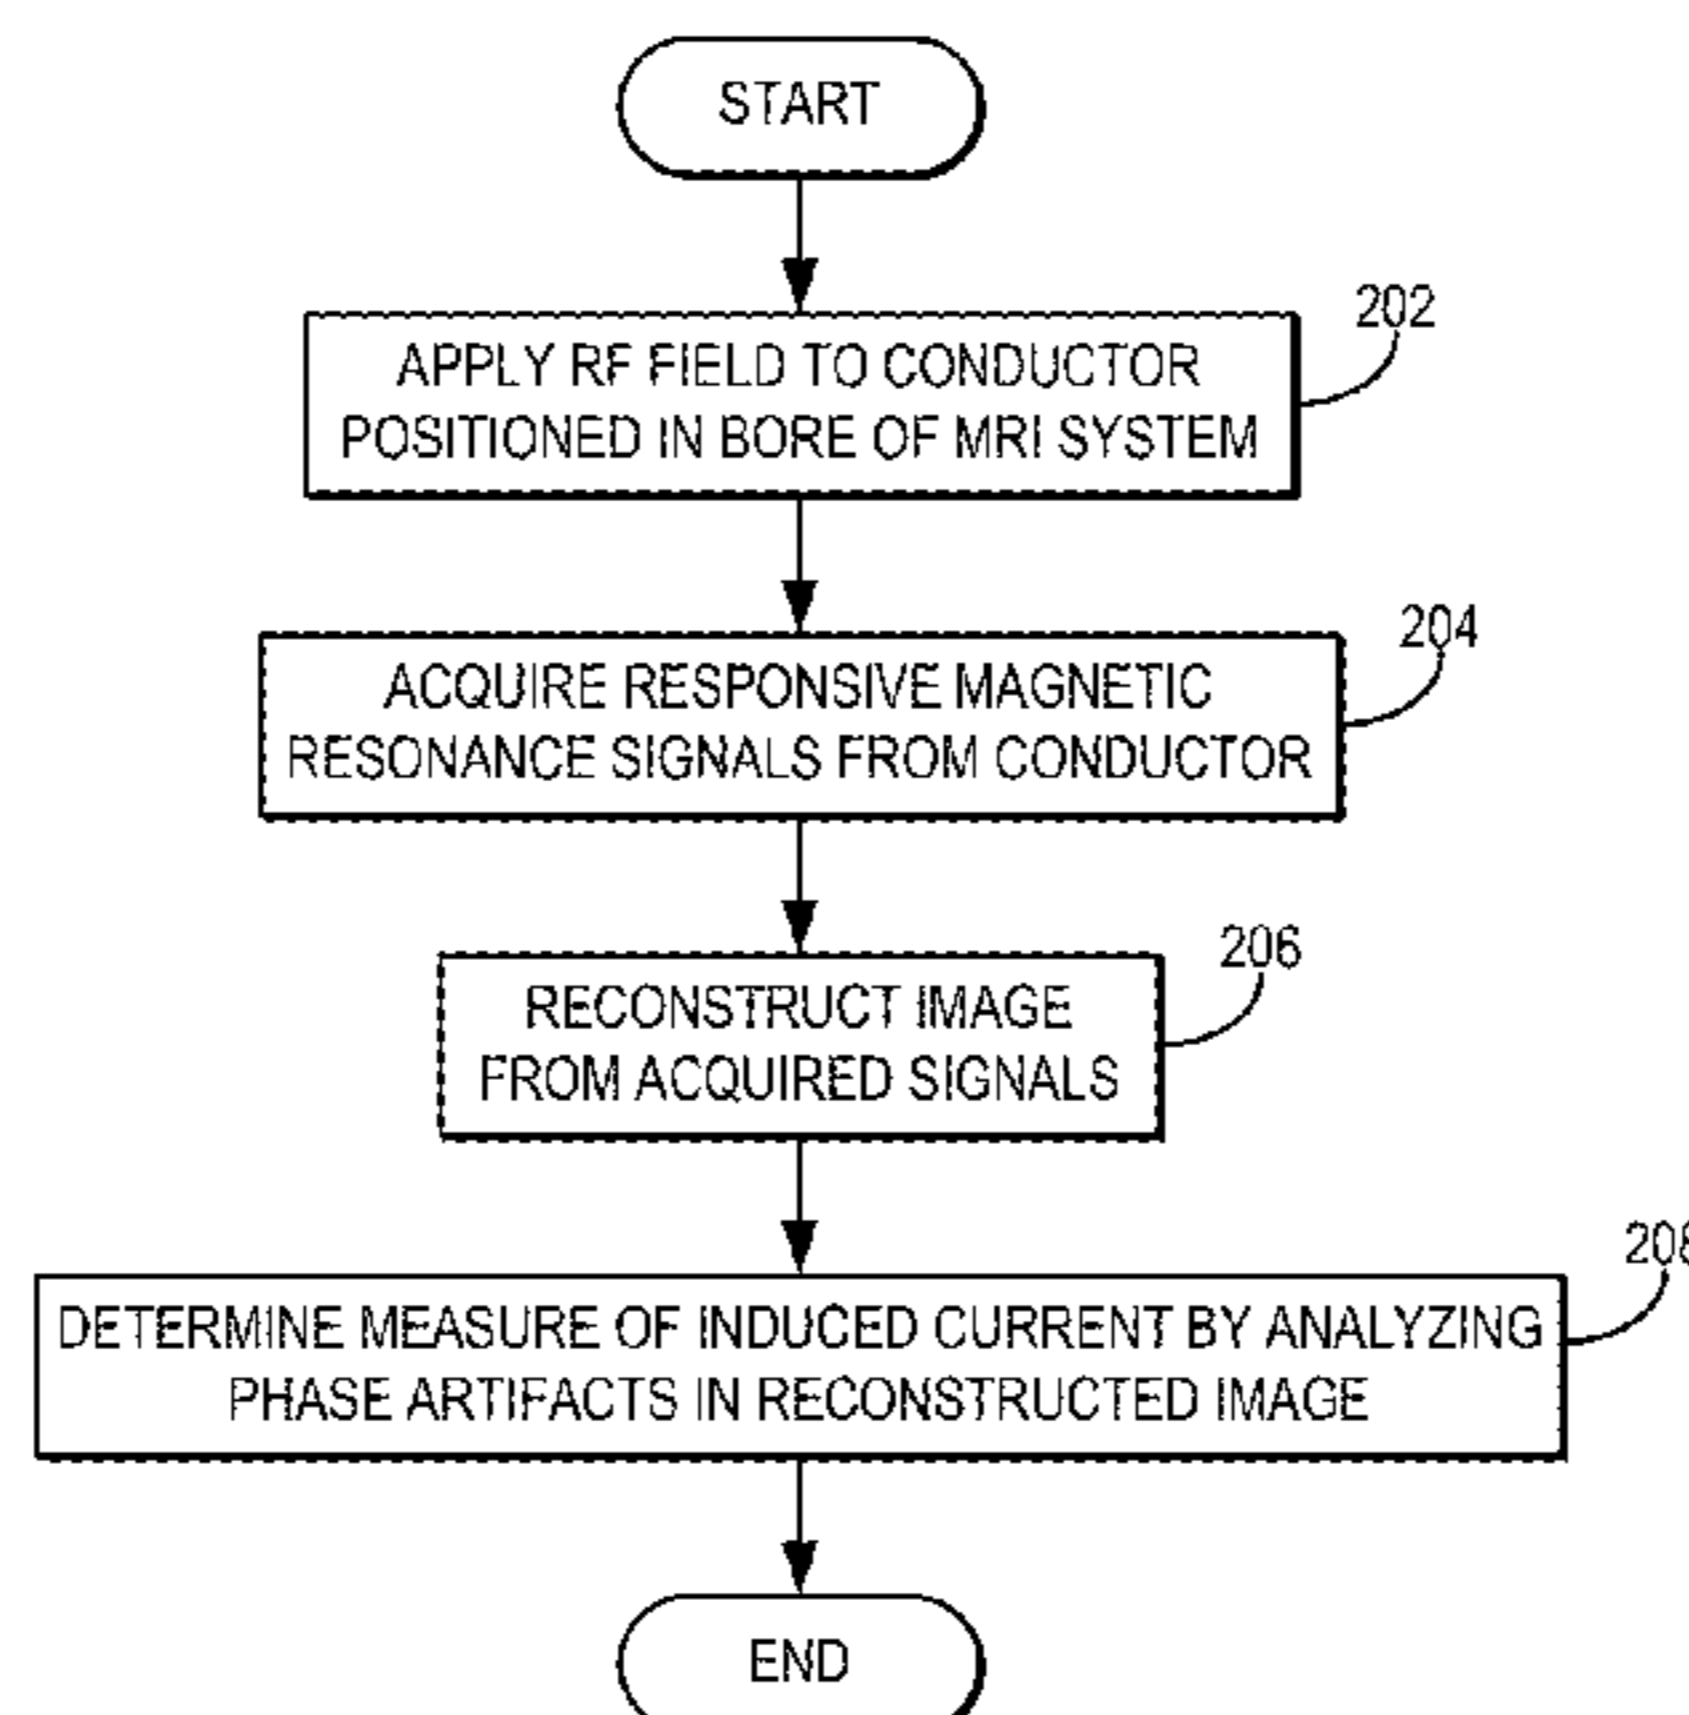 START
202
APPLY RF FIELD TO CONDUCTOR
POSITIONED IN BORE OF MRI SYSTEM
204
ACQUIRE RESPONSIVE MAGNETIC
RESONANCE SIGNALS FROM CONDUCTOR
206
RECONSTRUCT IMAGE
FROM ACQUIRED SIGNALS
208
DETERMINE MEASURE OF INDUCED CURRENT BY ANALYZING
PHASE ARTIFACTS IN RECONSTRUCTED IMAGE
END